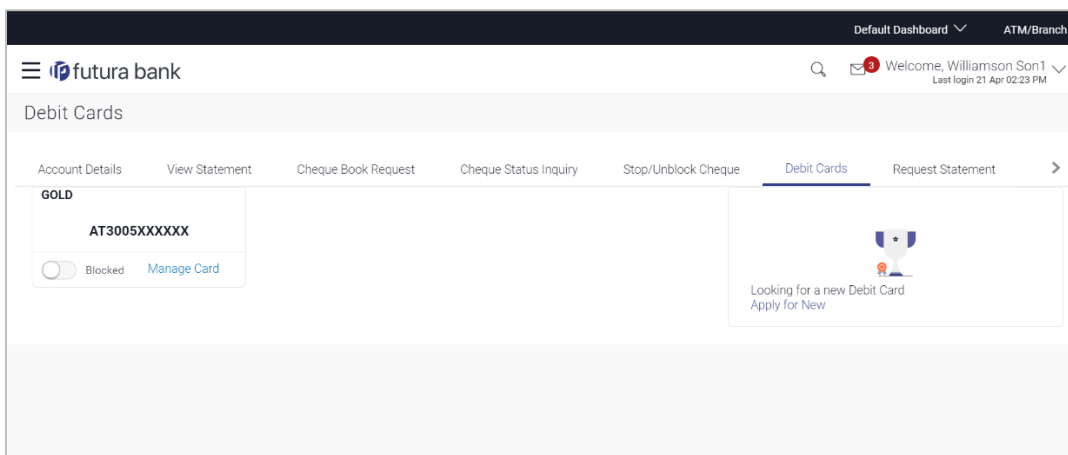 Default Dashboard ATM/Branch
futura bank 3 Welcome, Williamson Son1
Last login 21 Apr 02:23 PM
Debit Cards
Account Details View Statement Cheque Book Request Cheque Status Inquiry Stop/Unblock Cheque Debit Cards Request Statement
GOLD
AT3005XXXXXX
Blocked Manage Card
Looking for a new Debit Card
Apply for New